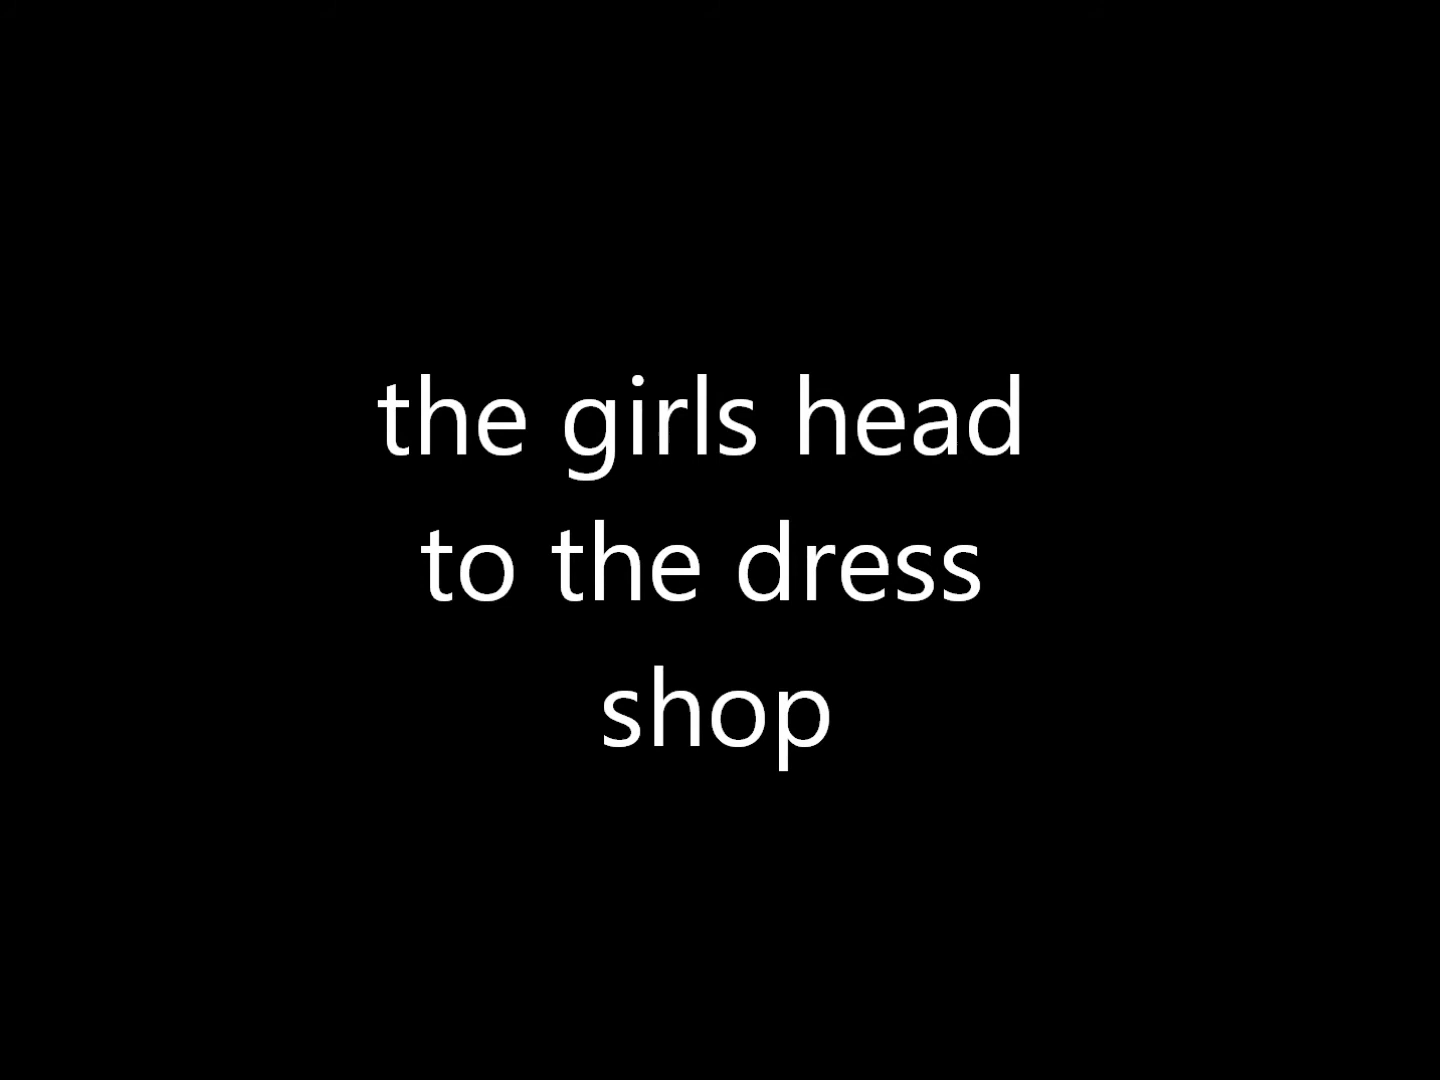 the girls head
to the dress
shop